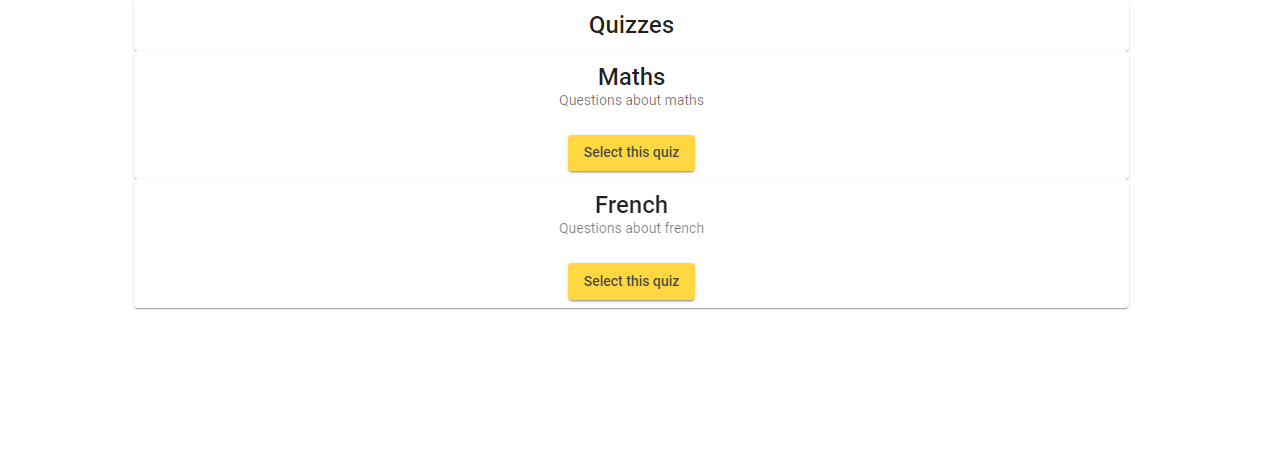 Quizzes
Maths
Questions about maths
Select this quiz
French
Questions about french
Select this quiz